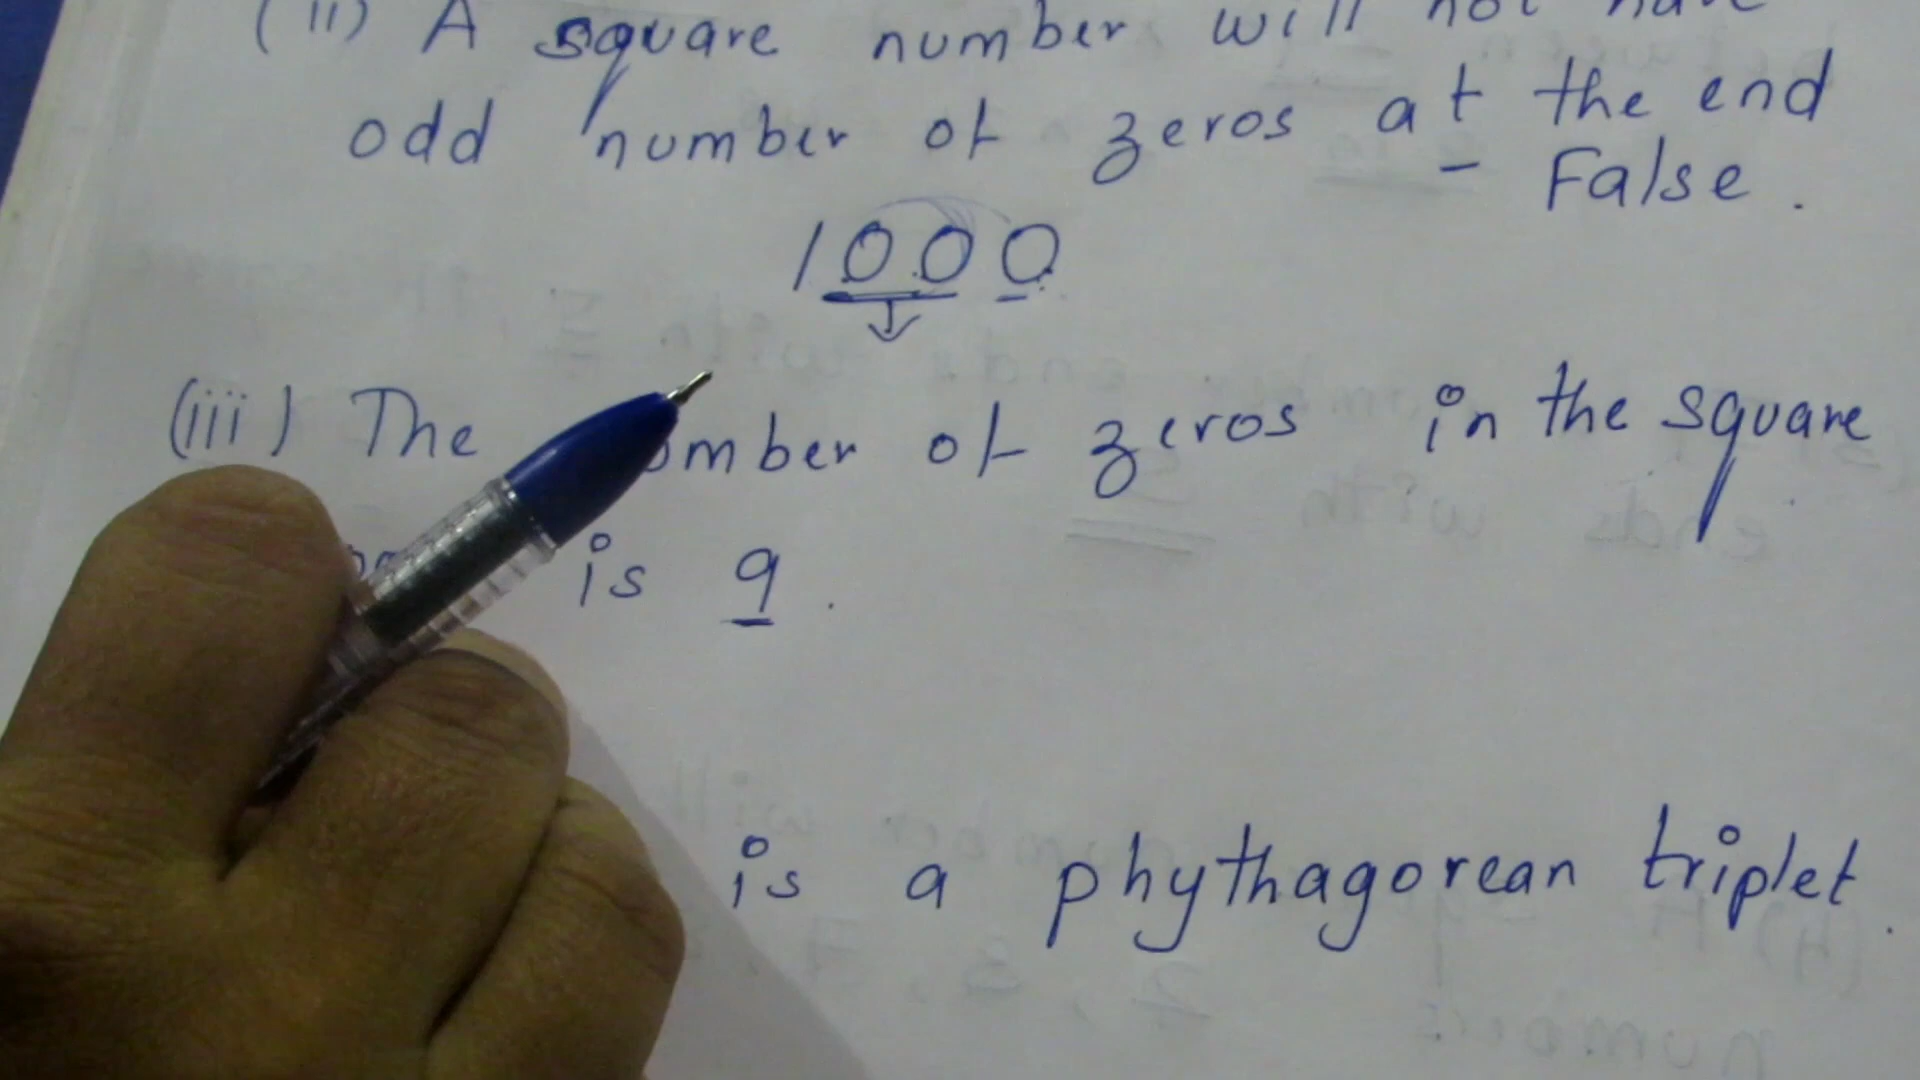 (ii) A square number will not have
odd number of zeros at the end
- False.
1000
(iii) The number of zeros in the square
is 9.
is a phythagorean triplet.